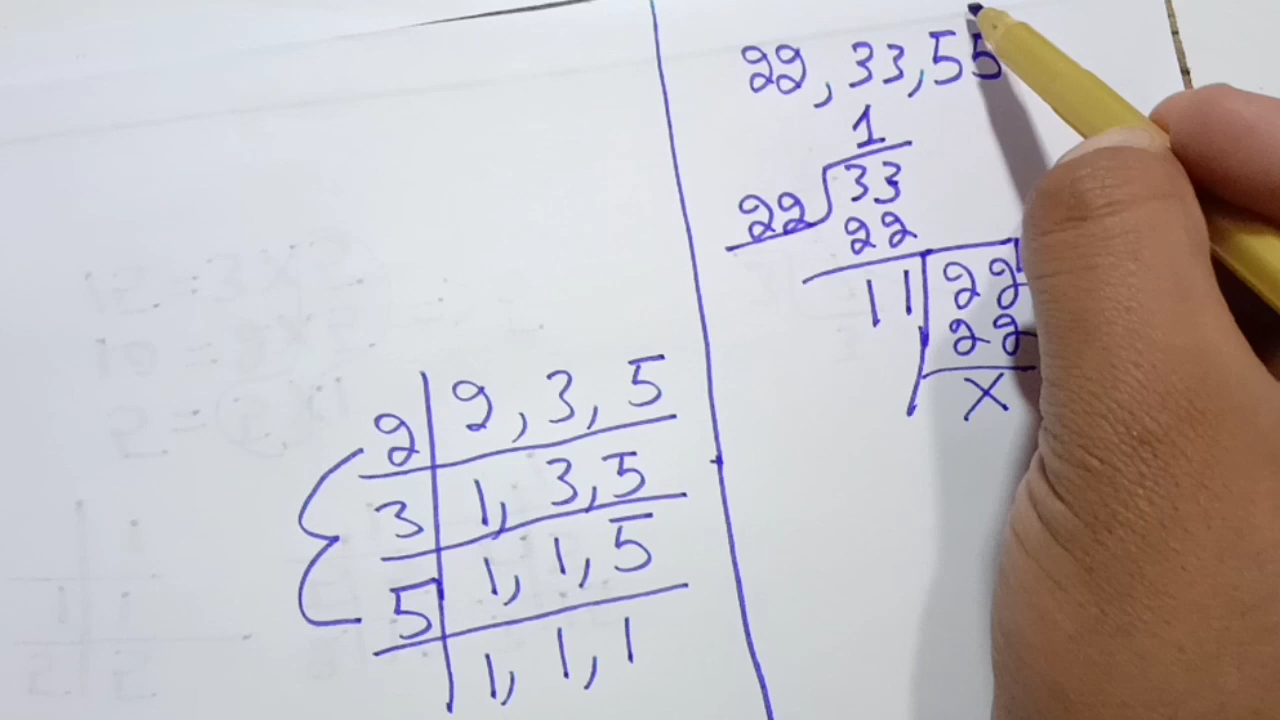 2 | 2, 3, 5
3 | 1, 3, 5
5 | 1, 1, 5
| 1, 1, 1
22, 33, 55
1
22 33
22
11 22
22
X